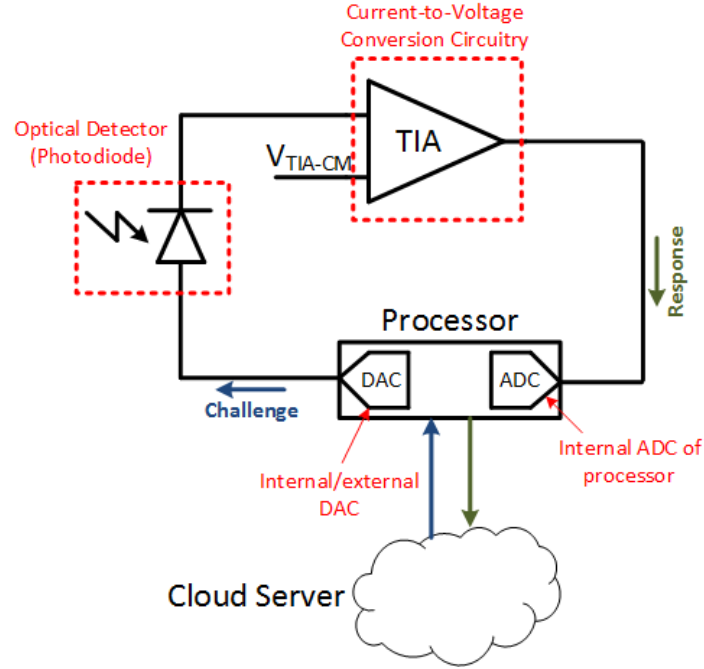 Current-to-Voltage
Conversion Circuitry
Optical Detector
(Photodiode)
TIA
V_TIA-CM
Response
Processor
DAC
ADC
Challenge
Internal/external
DAC
Internal ADC of
processor
Cloud Server